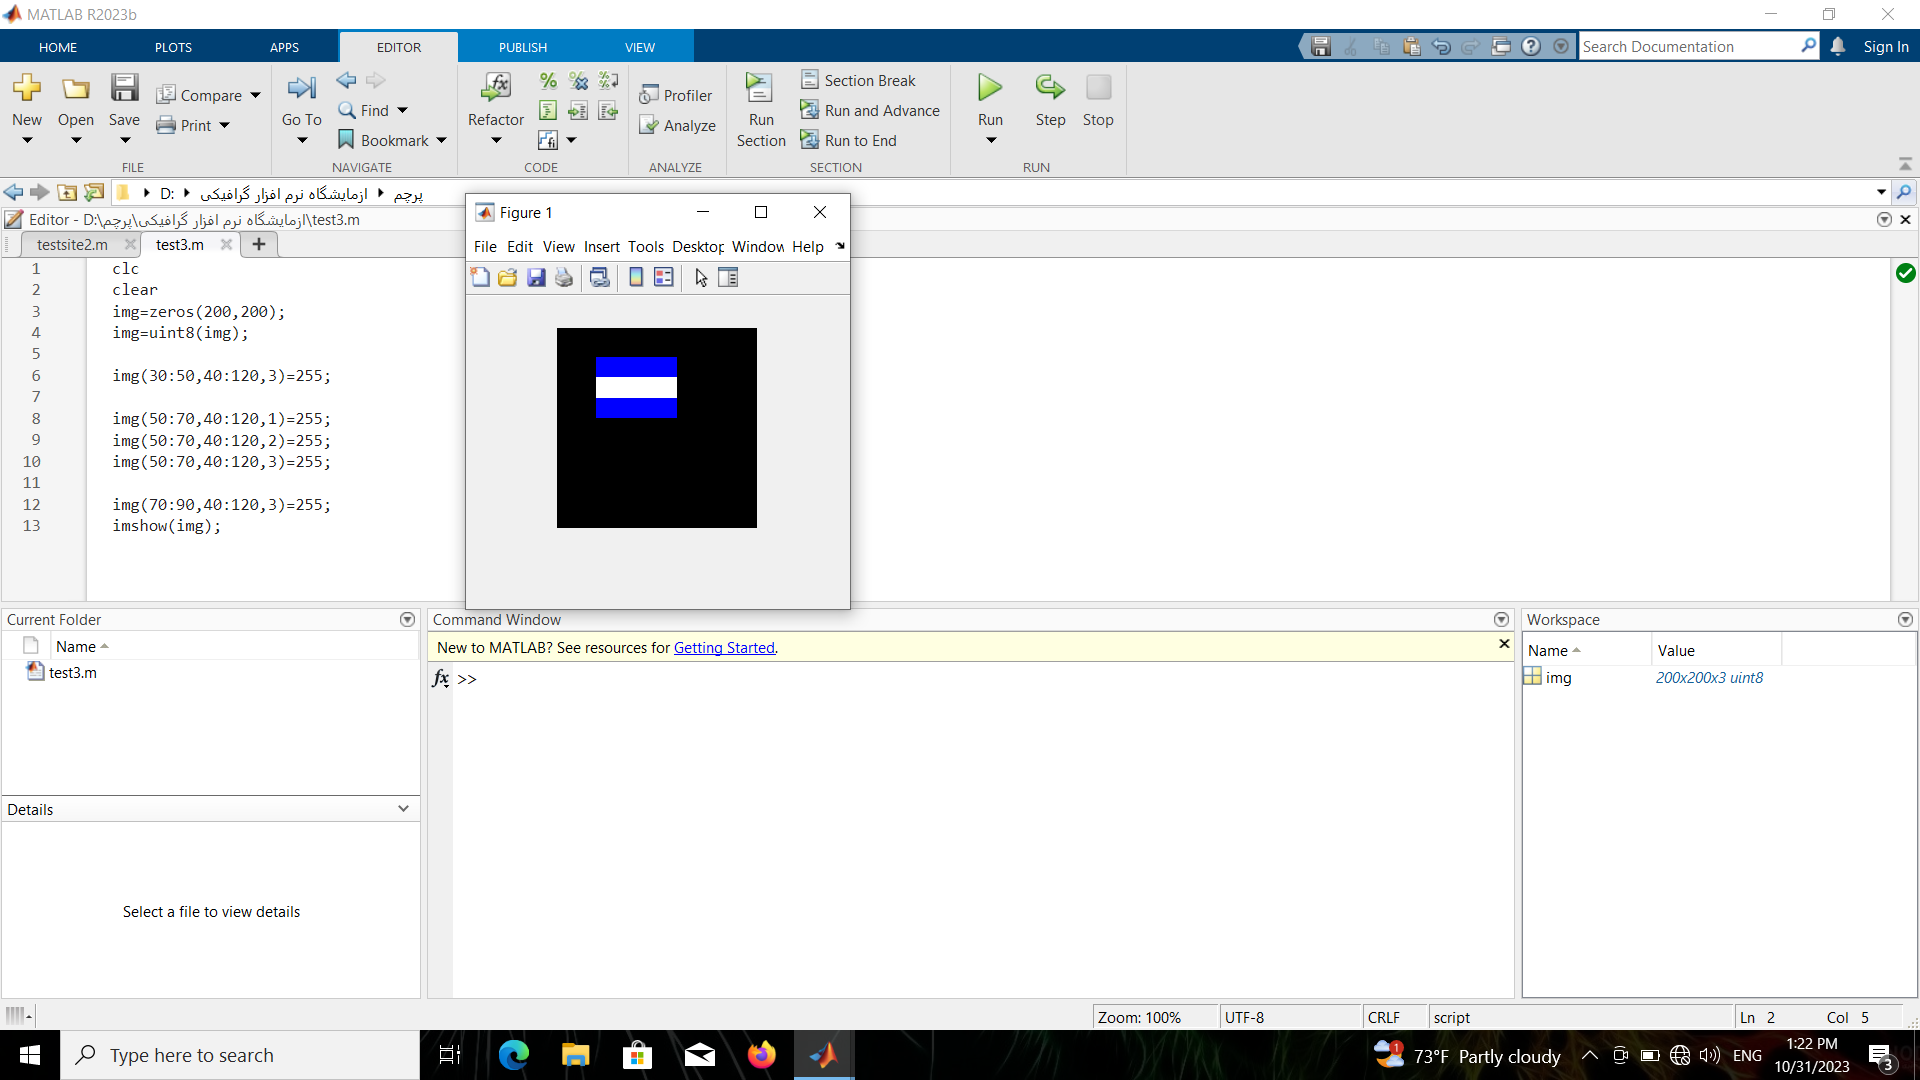 MATLAB R2023b
HOME PLOTS APPS EDITOR PUBLISH VIEW
Search Documentation
Sign In
New Open Save Compare Print
FILE
Go To Find Bookmark
NAVIGATE
Refactor
CODE
Profiler
Analyze
ANALYZE
Run Section
Section Break
Run and Advance
Run to End
SECTION
Run Step Stop
RUN
D: ازمایشگاه نرم افزار گرافیکی پرچم
Editor - D:\ازمایشگاه نرم افزار گرافیکی\پرچم\test3.m
testsite2.m test3.m
1 clc
2 clear
3 img=zeros(200,200);
4 img=uint8(img);
5
6 img(30:50,40:120,3)=255;
7
8 img(50:70,40:120,1)=255;
9 img(50:70,40:120,2)=255;
10 img(50:70,40:120,3)=255;
11
12 img(70:90,40:120,3)=255;
13 imshow(img);
Figure 1
File Edit View Insert Tools Desktop Window Help
Current Folder
Name
test3.m
Details
Select a file to view details
Command Window
New to MATLAB? See resources for Getting Started.
fx >>
Workspace
Name Value
img 200x200x3 uint8
Zoom: 100% UTF-8 CRLF script Ln 2 Col 5
Type here to search
1
73°F Partly cloudy
ENG
1:22 PM
10/31/2023
3